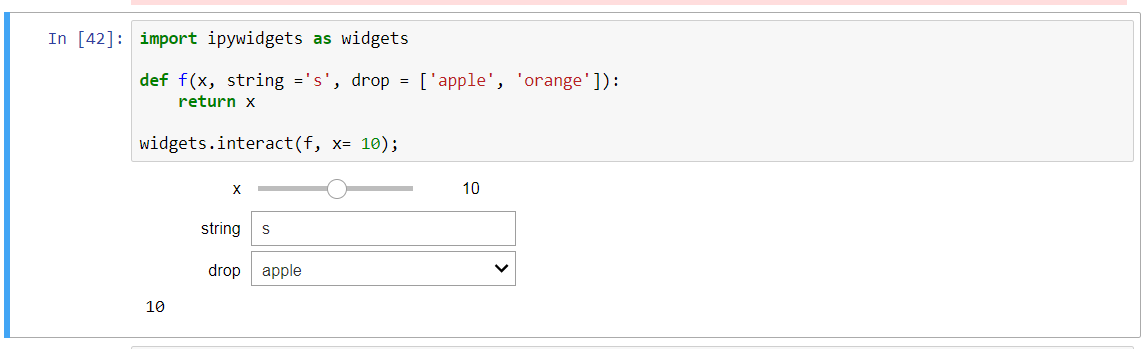 In [42]: import ipywidgets as widgets
def f(x, string ='s', drop = ['apple', 'orange']):
return x
widgets.interact(f, x= 10);
x 10
string s
drop apple
10